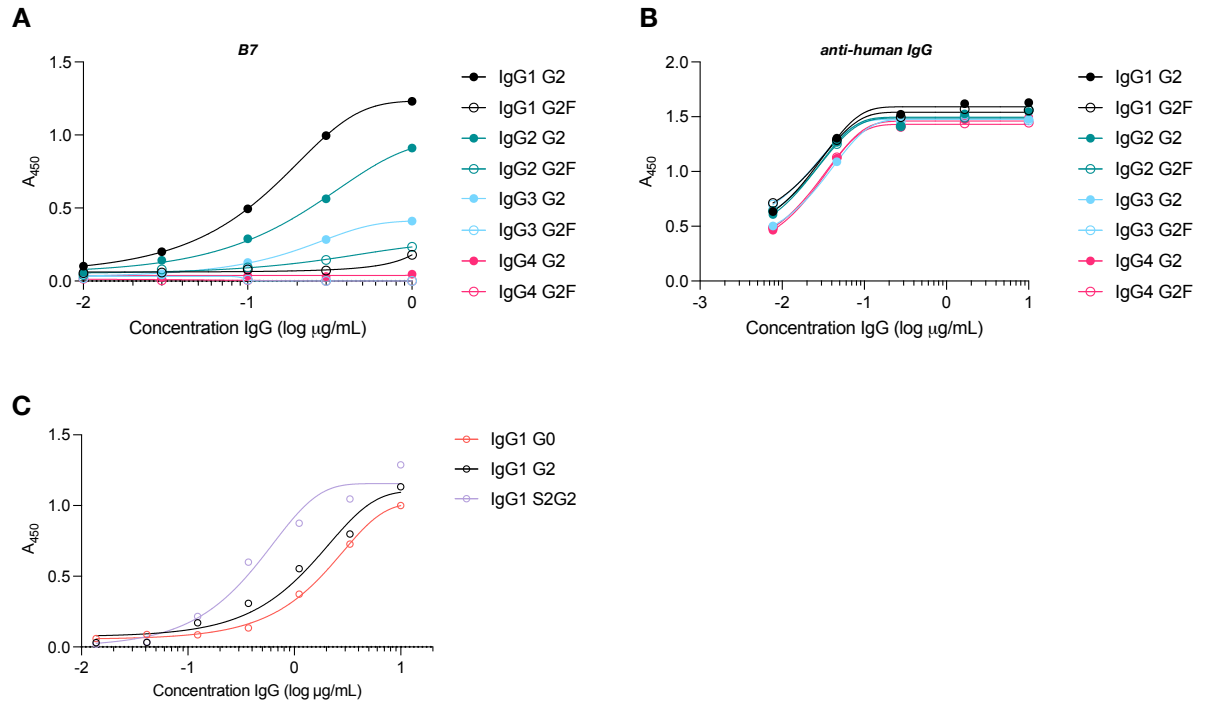 A
B7
1.5
1.0
0.5
0.0
A450
-2
-1
0
Concentration IgG (log μg/mL)
IgG1 G2
IgG1 G2F
IgG2 G2
IgG2 G2F
IgG3 G2
IgG3 G2F
IgG4 G2
IgG4 G2F
B
anti-human IgG
2.0
1.5
1.0
0.5
0.0
A450
-3
-2
-1
0
1
Concentration IgG (log μg/mL)
IgG1 G2
IgG1 G2F
IgG2 G2
IgG2 G2F
IgG3 G2
IgG3 G2F
IgG4 G2
IgG4 G2F
C
1.5
1.0
0.5
0.0
A450
-2
-1
0
1
Concentration IgG (log μg/mL)
IgG1 G0
IgG1 G2
IgG1 S2G2